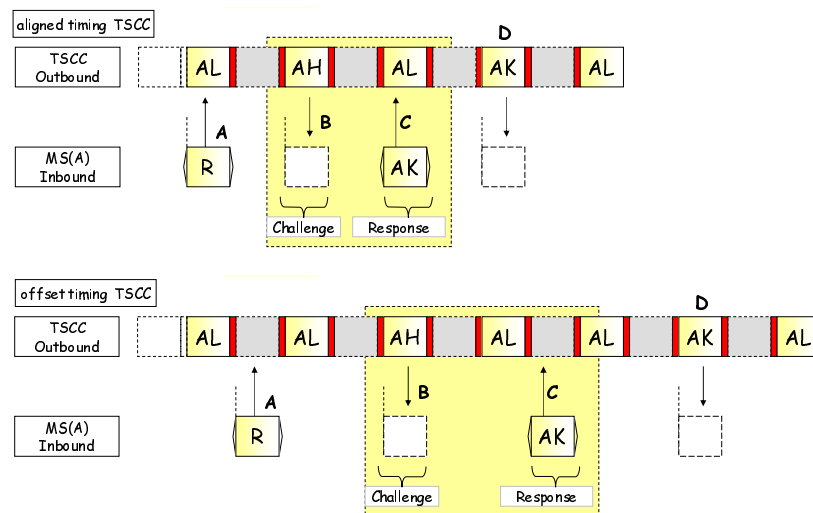 aligned timing TSCC
D
TSCC
Outbound
AL
AH
AL
AK
AL
A
B
C
MS(A)
Inbound
R
AK
Challenge
Response
offset timing TSCC
D
TSCC
Outbound
AL
AL
AH
AL
AL
AK
AL
A
B
C
MS(A)
Inbound
R
AK
Challenge
Response